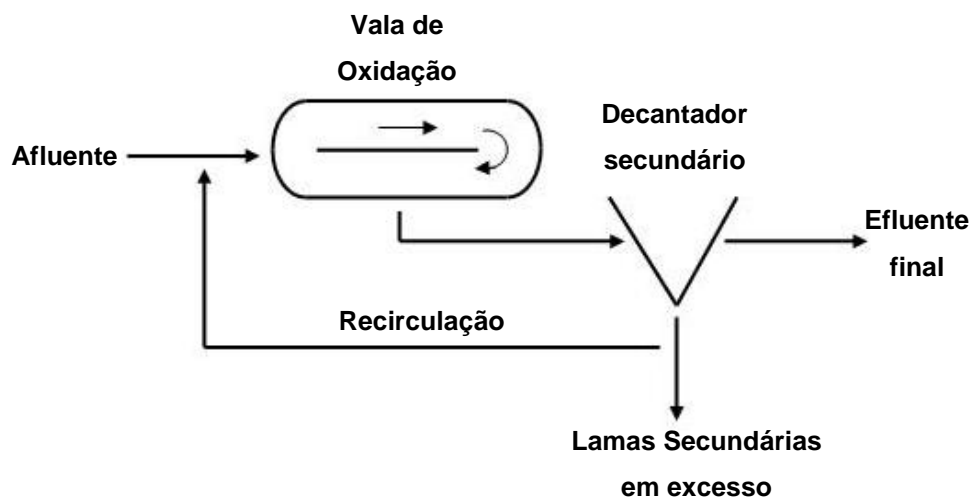 Vala de
Oxidação
Decantador
secundário
Afluente
Efluente
final
Recirculação
Lamas Secundárias
em excesso